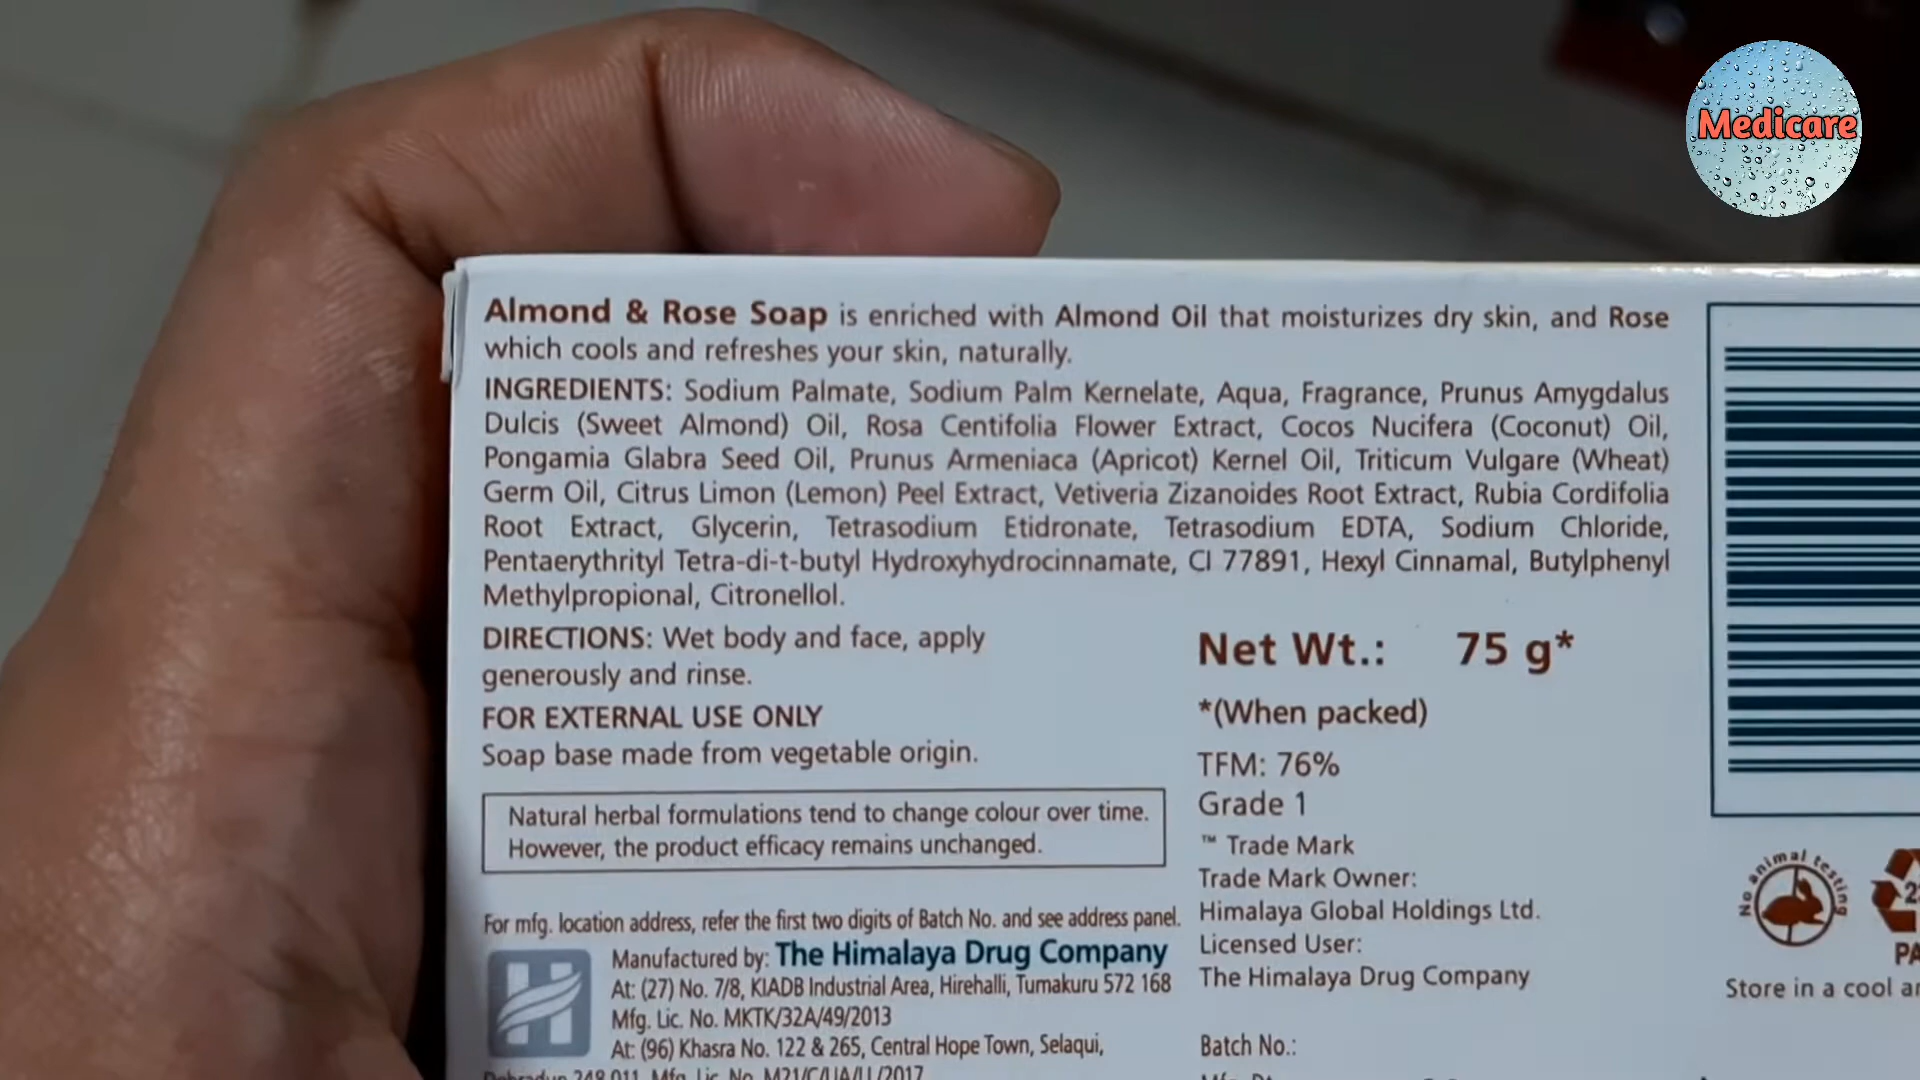 Medicare
Almond & Rose Soap is enriched with Almond Oil that moisturizes dry skin, and Rose
which cools and refreshes your skin, naturally.
INGREDIENTS: Sodium Palmate, Sodium Palm Kernelate, Aqua, Fragrance, Prunus Amygdalus
Dulcis (Sweet Almond) Oil, Rosa Centifolia Flower Extract, Cocos Nucifera (Coconut) Oil,
Pongamia Glabra Seed Oil, Prunus Armeniaca (Apricot) Kernel Oil, Triticum Vulgare (Wheat)
Germ Oil, Citrus Limon (Lemon) Peel Extract, Vetiveria Zizanoides Root Extract, Rubia Cordifolia
Root Extract, Glycerin, Tetrasodium Etidronate, Tetrasodium EDTA, Sodium Chloride,
Pentaerythrityl Tetra-di-t-butyl Hydroxyhydrocinnamate, CI 77891, Hexyl Cinnamal, Butylphenyl
Methylpropional, Citronellol.
DIRECTIONS: Wet body and face, apply
generously and rinse.
FOR EXTERNAL USE ONLY
Soap base made from vegetable origin.
Natural herbal formulations tend to change colour over time.
However, the product efficacy remains unchanged.
For mfg. location address, refer the first two digits of Batch No. and see address panel.
Manufactured by: The Himalaya Drug Company
At: (27) No. 7/8, KIADB Industrial Area, Hirehalli, Tumakuru 572 168
Mfg. Lic. No. MKTK/32A/49/2013
At: (96) Khasra No. 122 & 265, Central Hope Town, Selaqui,
Dehradun 248 011 Mfg. Lic. No.
Net Wt.: 75 g*
*(When packed)
TFM: 76%
Grade 1
™ Trade Mark
Trade Mark Owner:
Himalaya Global Holdings Ltd.
Licensed User:
The Himalaya Drug Company
Batch No.:
No animal testing
Store in a cool